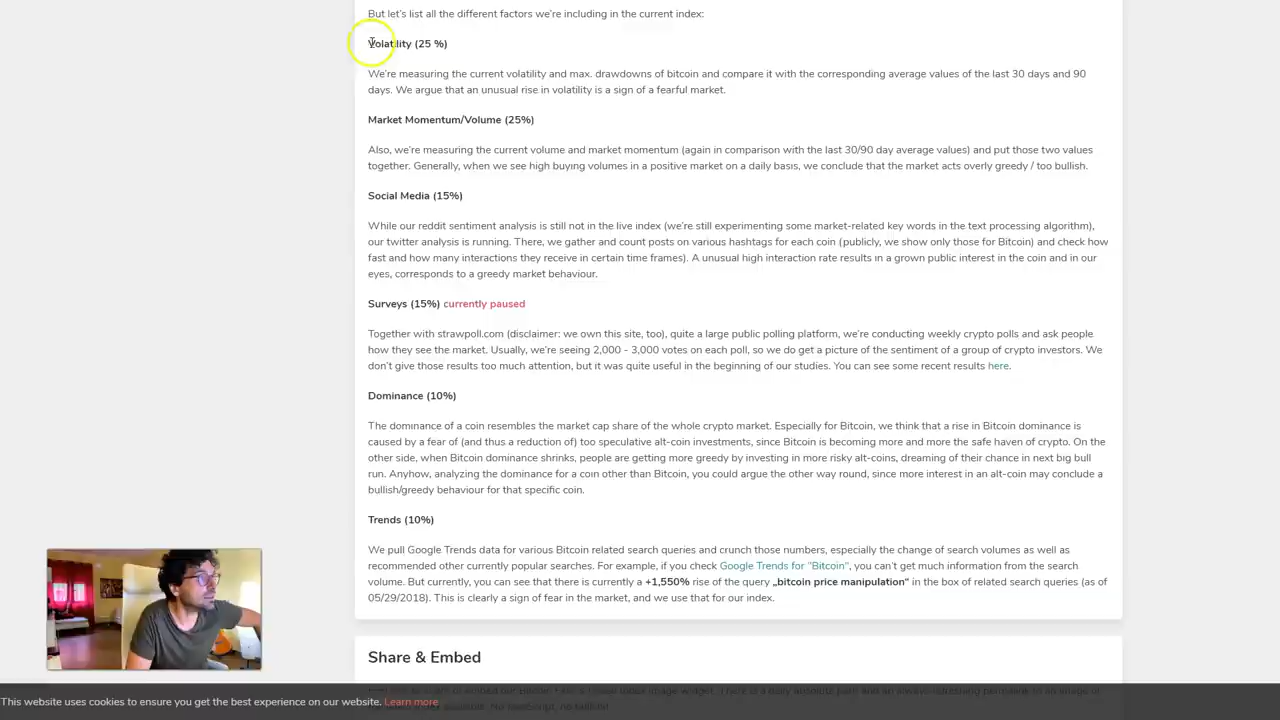 But let's list all the different factors we're including in the current index:
Volatility (25 %)
We're measuring the current volatility and max. drawdowns of bitcoin and compare it with the corresponding average values of the last 30 days and 90
days. We argue that an unusual rise in volatility is a sign of a fearful market.
Market Momentum/Volume (25%)
Also, we're measuring the current volume and market momentum (again in comparison with the last 30/90 day average values) and put those two values
together. Generally, when we see high buying volumes in a positive market on a daily basis, we conclude that the market acts overly greedy / too bullish.
Social Media (15%)
While our reddit sentiment analysis is still not in the live index (we're still experimenting some market-related key words in the text processing algorithm),
our twitter analysis is running. There, we gather and count posts on various hashtags for each coin (publicly, we show only those for Bitcoin) and check how
fast and how many interactions they receive in certain time frames). A unusual high interaction rate results in a grown public interest in the coin and in our
eyes, corresponds to a greedy market behaviour.
Surveys (15%) currently paused
Together with strawpoll.com (disclaimer: we own this site, too), quite a large public polling platform, we're conducting weekly crypto polls and ask people
how they see the market. Usually, we're seeing 2,000 - 3,000 votes on each poll, so we do get a picture of the sentiment of a group of crypto investors. We
don't give those results too much attention, but it was quite useful in the beginning of our studies. You can see some recent results here.
Dominance (10%)
The dominance of a coin resembles the market cap share of the whole crypto market. Especially for Bitcoin, we think that a rise in Bitcoin dominance is
caused by a fear of (and thus a reduction of) too speculative alt-coin investments, since Bitcoin is becoming more and more the safe haven of crypto. On the
other side, when Bitcoin dominance shrinks, people are getting more greedy by investing in more risky alt-coins, dreaming of their chance in next big bull
run. Anyhow, analyzing the dominance for a coin other than Bitcoin, you could argue the other way round, since more interest in an alt-coin may conclude a
bullish/greedy behaviour for that specific coin.
Trends (10%)
We pull Google Trends data for various Bitcoin related search queries and crunch those numbers, especially the change of search volumes as well as
recommended other currently popular searches. For example, if you check Google Trends for "Bitcoin", you can't get much information from the search
volume. But currently, you can see that there is currently a +1,550% rise of the query „bitcoin price manipulation“ in the box of related search queries (as of
05/29/2018). This is clearly a sign of fear in the market, and we use that for our index.
Share & Embed
This website uses cookies to ensure you get the best experience on our website. Learn more